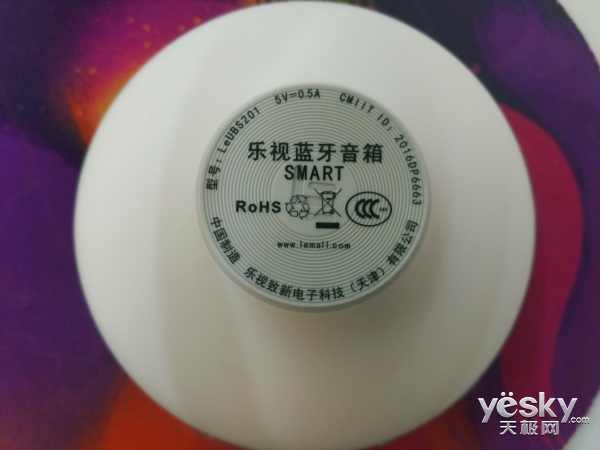 型号: LeUBS201 5V=0.5A CMIIT ID: 2016DP6663
乐视蓝牙音箱
SMART
RoHS CCC
www.lemall.com
中国制造 乐视致新电子科技（天津）有限公司
yesky.com
天极网